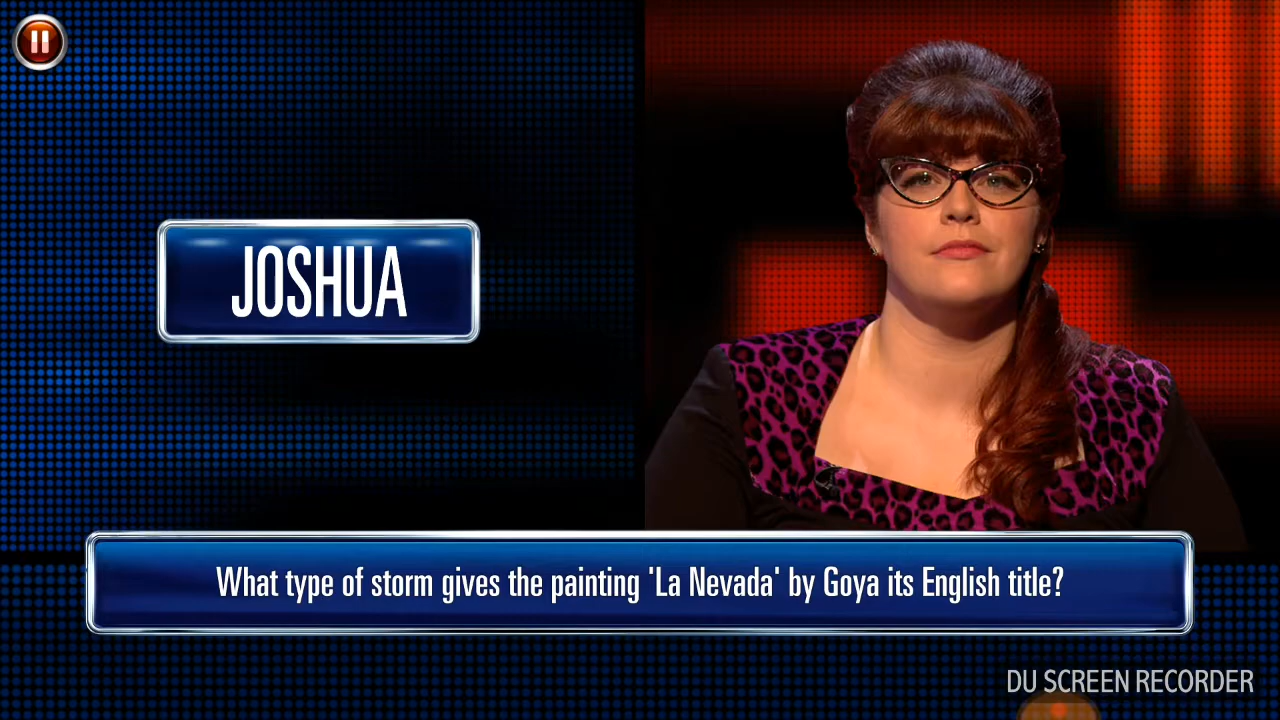 JOSHUA
What type of storm gives the painting 'La Nevada' by Goya its English title?
DU SCREEN RECORDER